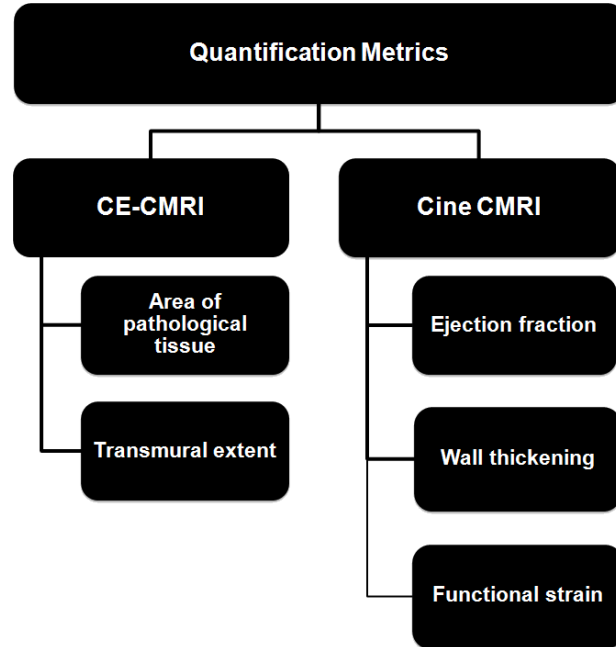 Quantification Metrics
CE-CMRI
Area of
pathological
tissue
Transmural extent
Cine CMRI
Ejection fraction
Wall thickening
Functional strain